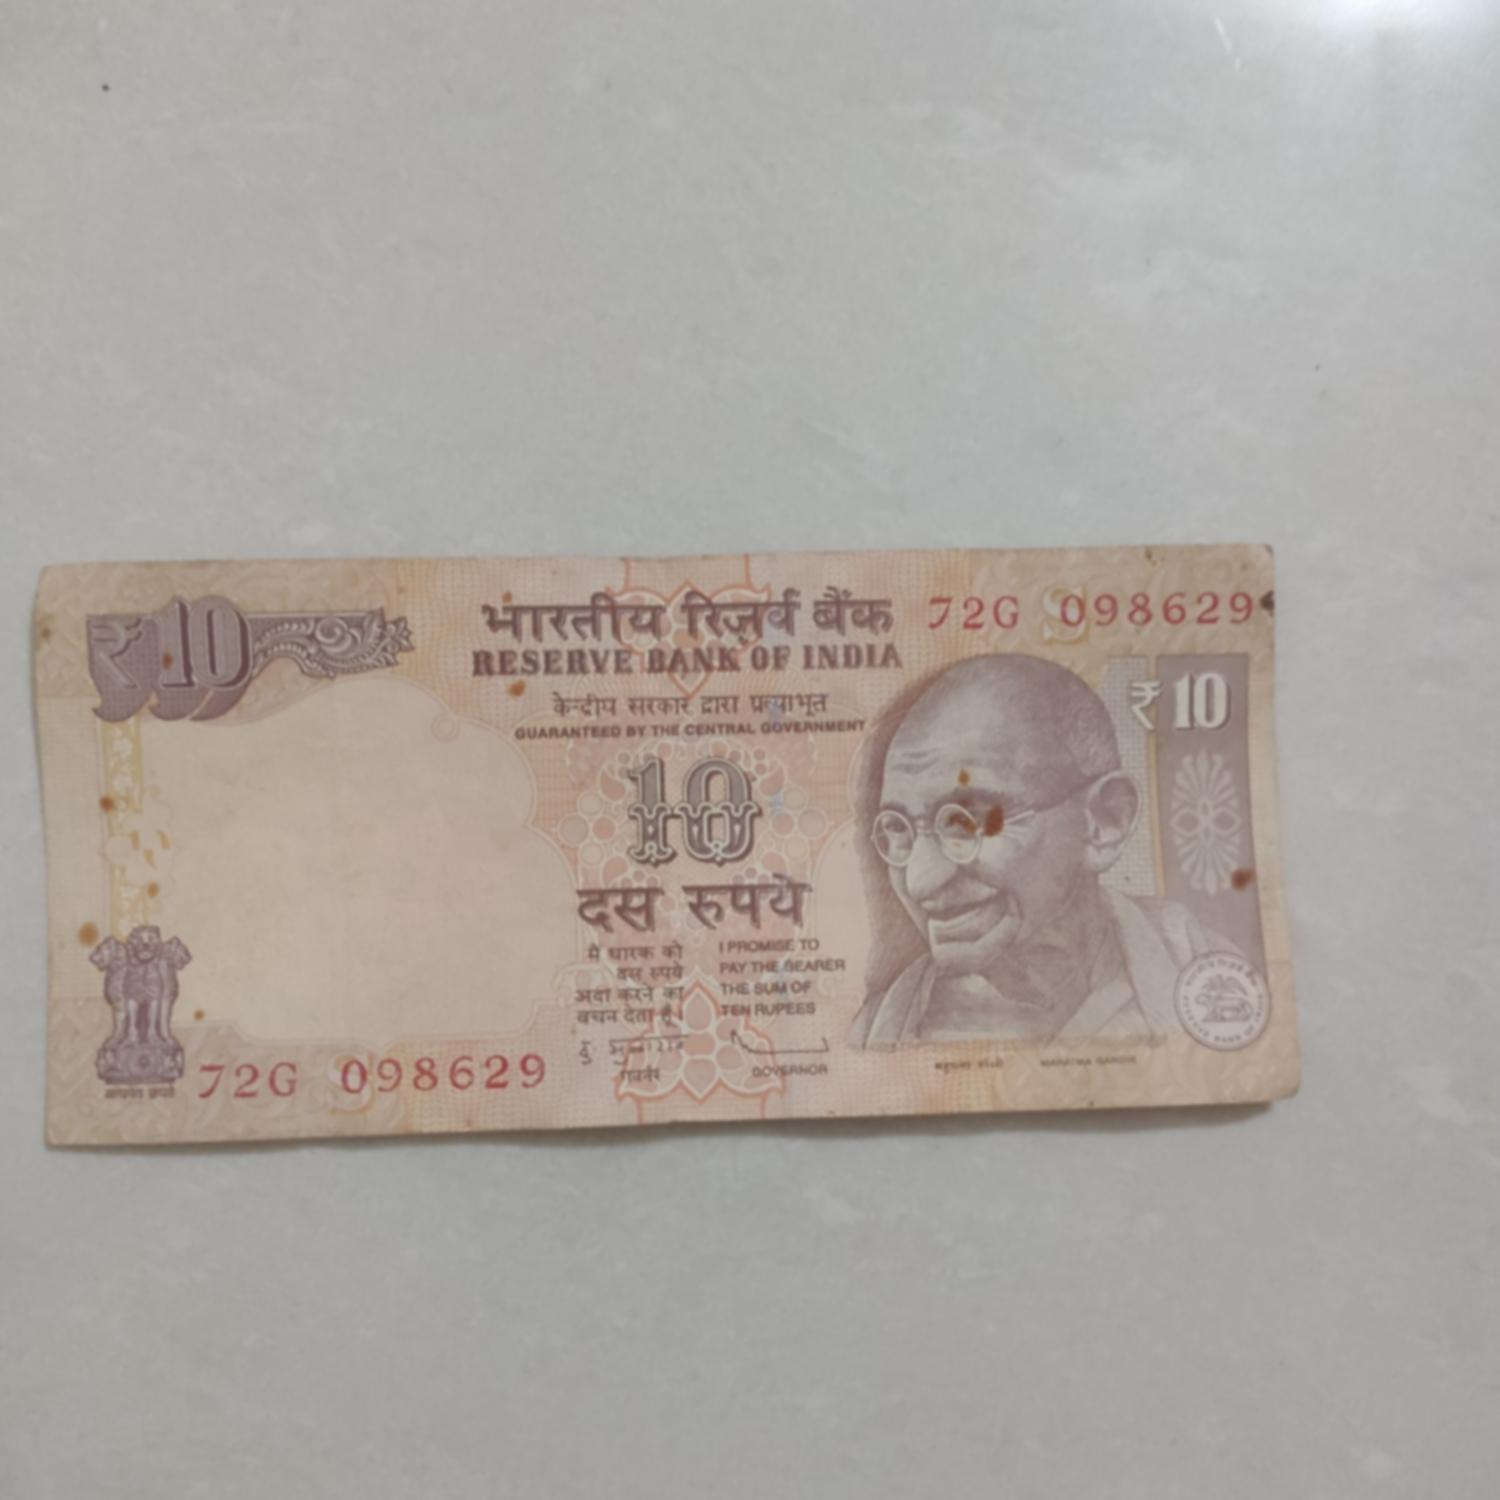 ₹10
भारतीय रिज़र्व बैंक
72G 098629
RESERVE BANK OF INDIA
केन्द्रीय सरकार द्वारा प्रत्याभूत
GUARANTEED BY THE CENTRAL GOVERNMENT
₹ 10
10
दस रुपये
मैं धारक को
दस रुपये
अदा करने का
वचन देता हूँ।
I PROMISE TO
PAY THE BEARER
THE SUM OF
TEN RUPEES
गवर्नर
GOVERNOR
सत्यमेव जयते
72G 098629
महात्मा गांधी
MAHATMA GANDHI